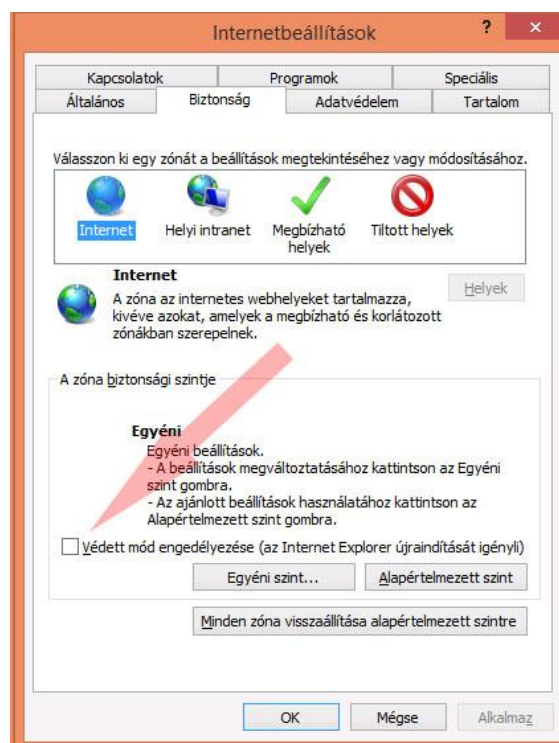 Internetbeállítások
?
x
Kapcsolatok Programok Speciális
Általános Biztonság Adatvédelem Tartalom
Válasszon ki egy zónát a beállítások megtekintéséhez vagy módosításához.
Internet Helyi intranet Megbízható helyek Tiltott helyek
Internet
Helyek
A zóna az internetes webhelyeket tartalmazza,
kivéve azokat, amelyek a megbízható és korlátozott
zónákban szerepelnek.
A zóna biztonsági szintje
Egyéni
Egyéni beállítások.
- A beállítások megváltoztatásához kattintson az Egyéni
szint gombra.
- Az ajánlott beállítások használatához kattintson az
Alapértelmezett szint gombra.
Védett mód engedélyezése (az Internet Explorer újraindítását igényli)
Egyéni szint... Alapértelmezett szint
Minden zóna visszaállítása alapértelmezett szintre
OK Mégse Alkalmaz